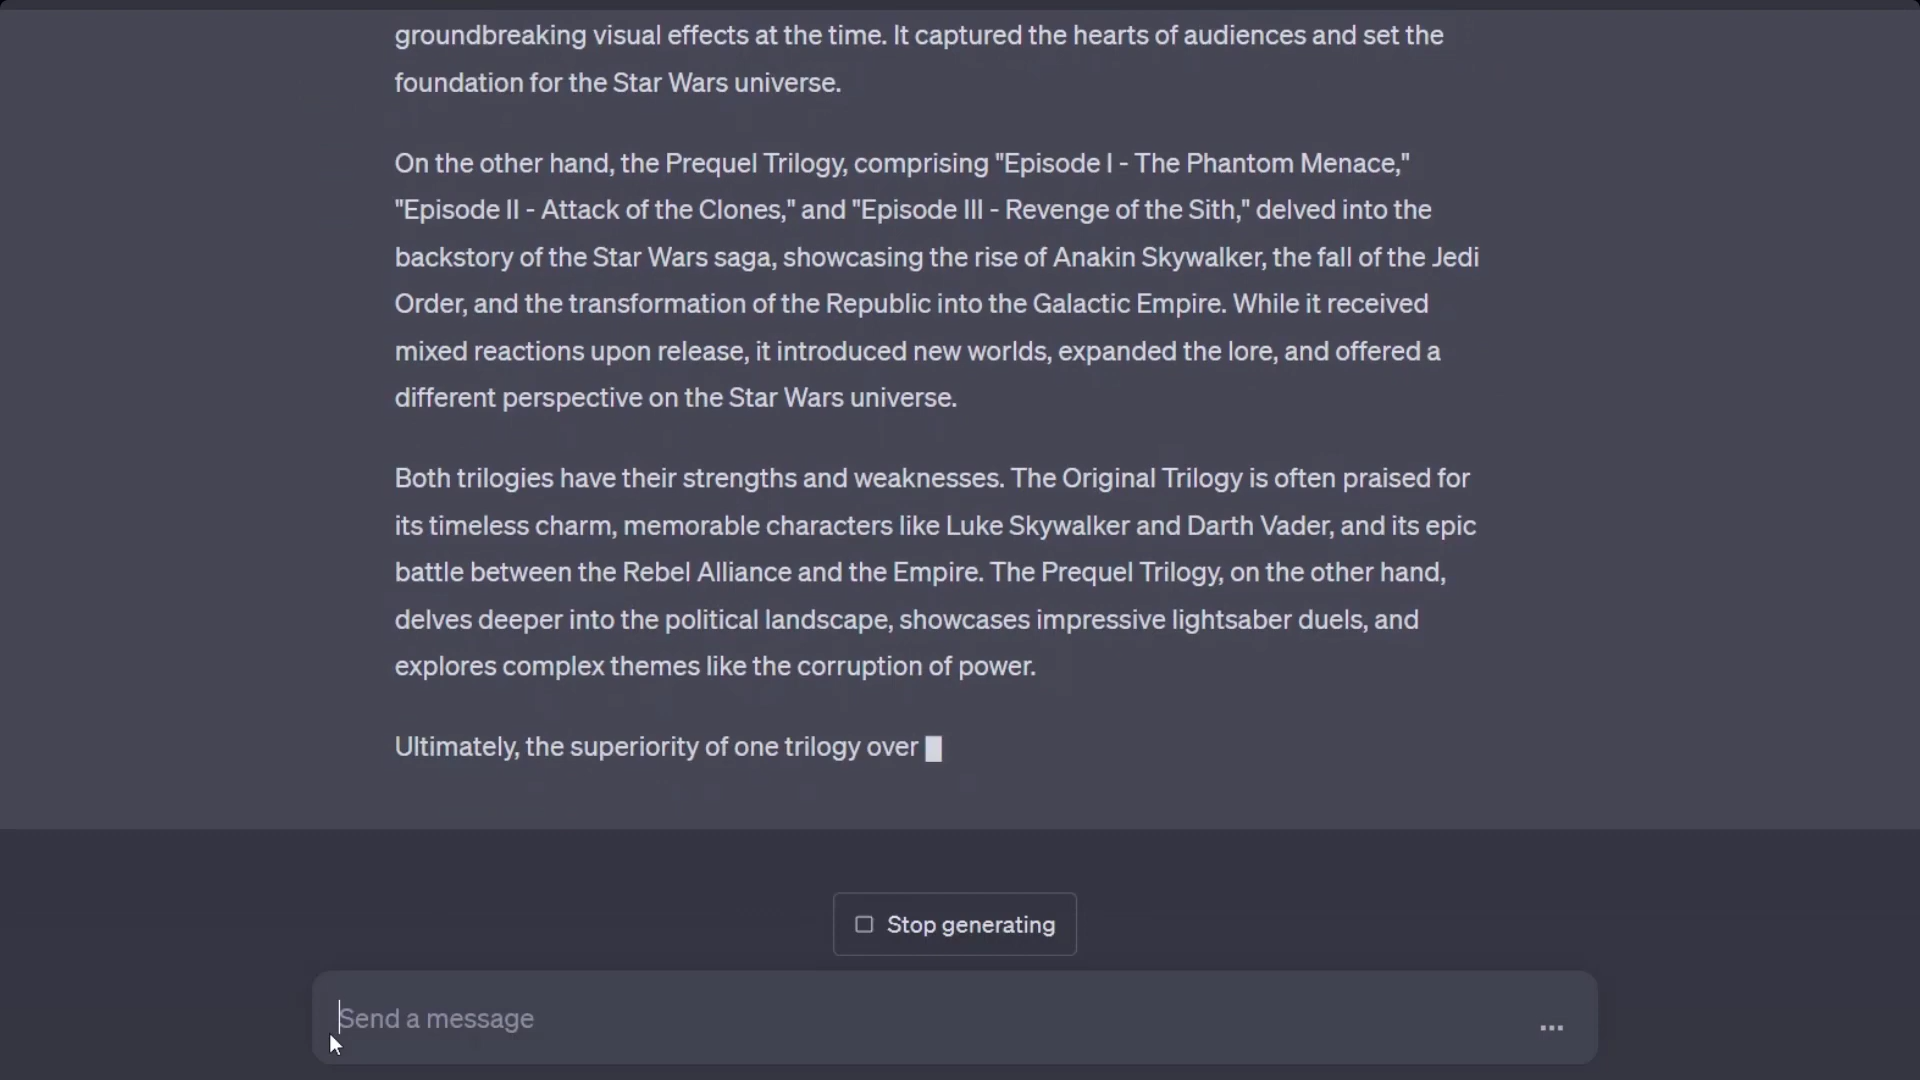 groundbreaking visual effects at the time. It captured the hearts of audiences and set the
foundation for the Star Wars universe.
On the other hand, the Prequel Trilogy, comprising "Episode I - The Phantom Menace,"
"Episode II - Attack of the Clones," and "Episode III - Revenge of the Sith," delved into the
backstory of the Star Wars saga, showcasing the rise of Anakin Skywalker, the fall of the Jedi
Order, and the transformation of the Republic into the Galactic Empire. While it received
mixed reactions upon release, it introduced new worlds, expanded the lore, and offered a
different perspective on the Star Wars universe.
Both trilogies have their strengths and weaknesses. The Original Trilogy is often praised for
its timeless charm, memorable characters like Luke Skywalker and Darth Vader, and its epic
battle between the Rebel Alliance and the Empire. The Prequel Trilogy, on the other hand,
delves deeper into the political landscape, showcases impressive lightsaber duels, and
explores complex themes like the corruption of power.
Ultimately, the superiority of one trilogy over
Stop generating
Send a message